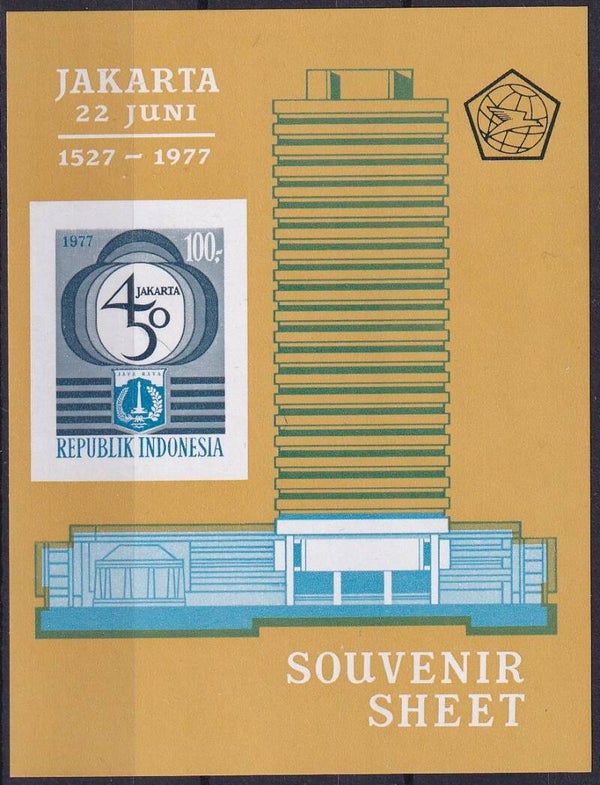 JAKARTA
22 JUNI
1527 - 1977
1977
100,-
450
JAKARTA
JAYA RAYA
REPUBLIK INDONESIA
SOUVENIR
SHEET